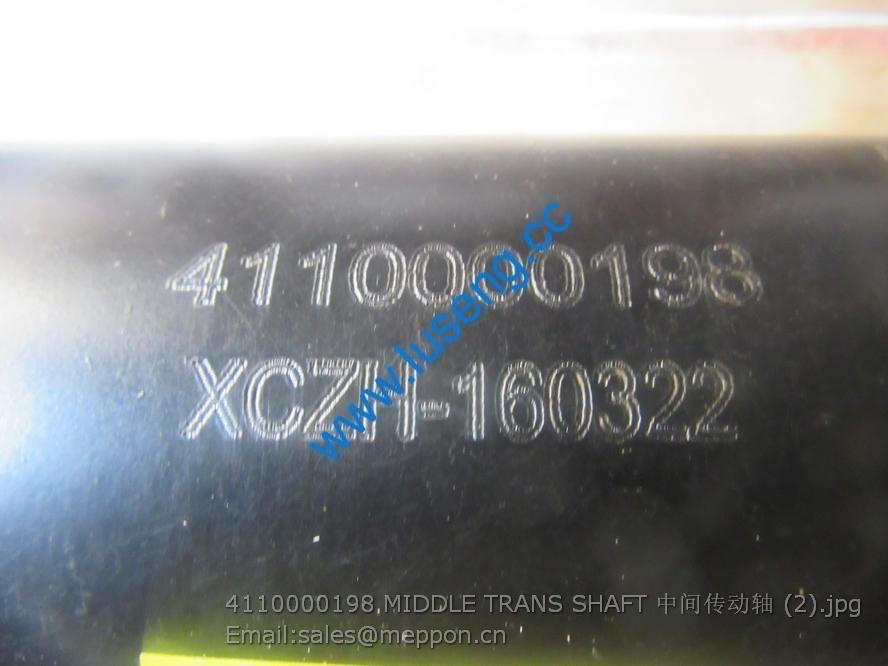 4110000198
XCZH-160322
www.luseng.cc
4110000198,MIDDLE TRANS SHAFT 中间传动轴 (2).jpg
Email:sales@meppon.cn